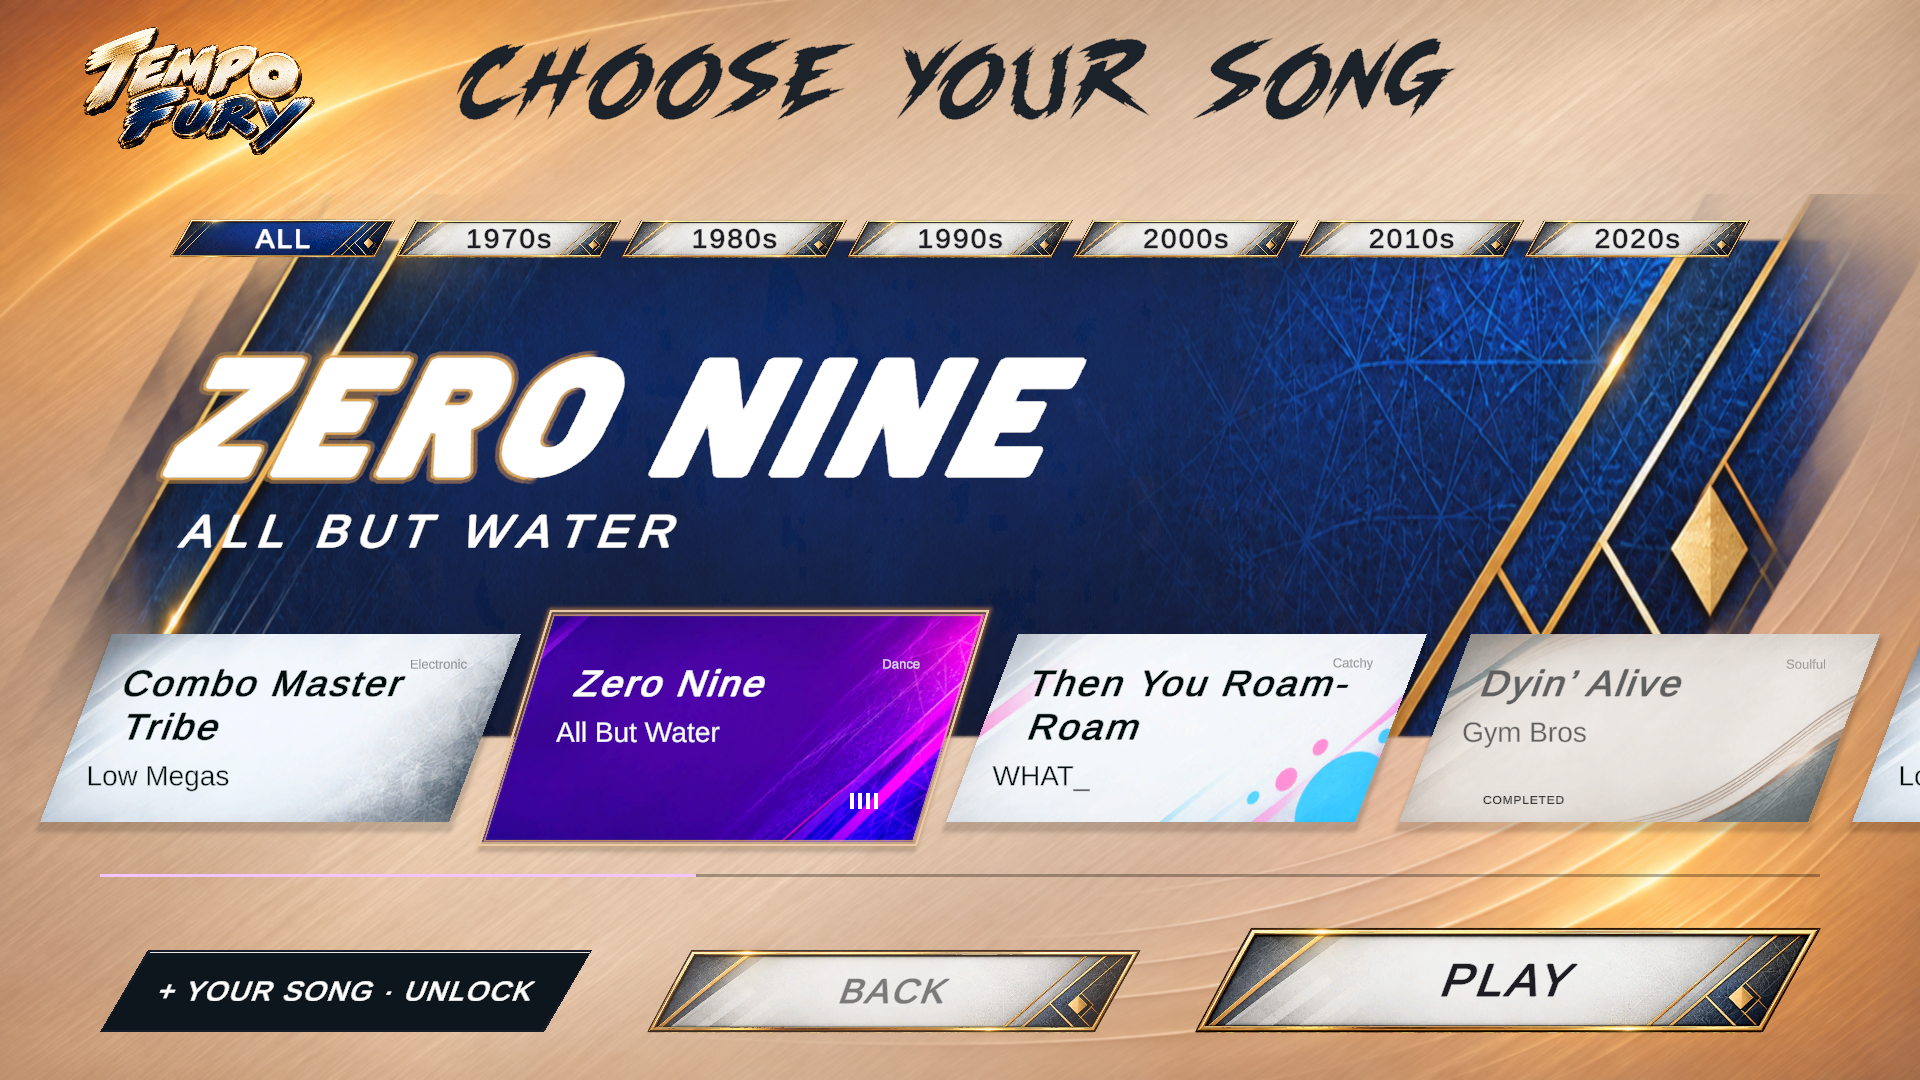 TEMPO
FURY
CHOOSE YOUR SONG
ALL
1970s
1980s
1990s
2000s
2010s
2020s
ZERO NINE
ALL BUT WATER
Electronic
Combo Master
Tribe
Low Megas
Dance
Zero Nine
All But Water
Catchy
Then You Roam-
Roam
WHAT_
Soulful
Dyin’ Alive
Gym Bros
COMPLETED
+ YOUR SONG · UNLOCK
BACK
PLAY